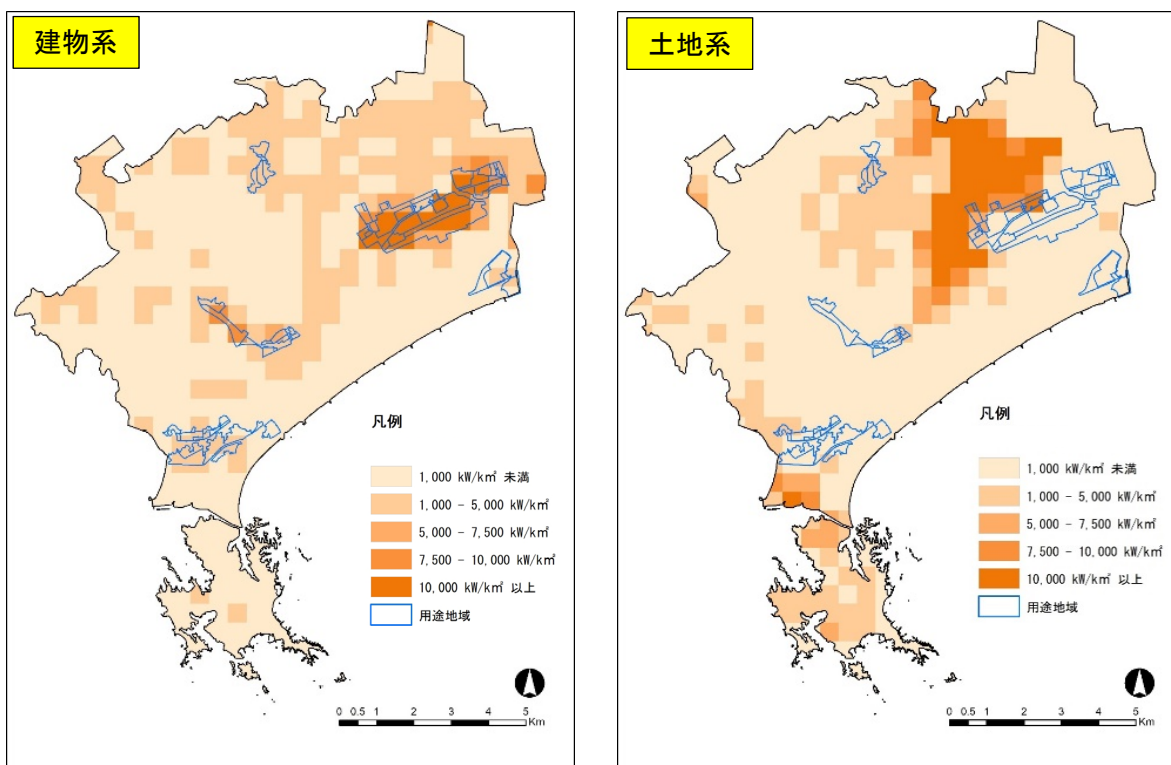 建物系
凡例
1,000 kW/k㎡ 未満
1,000 - 5,000 kW/k㎡
5,000 - 7,500 kW/k㎡
7,500 - 10,000 kW/k㎡
10,000 kW/k㎡ 以上
用途地域
0 0.5 1 2 3 4 5
Km
土地系
凡例
1,000 kW/k㎡ 未満
1,000 - 5,000 kW/k㎡
5,000 - 7,500 kW/k㎡
7,500 - 10,000 kW/k㎡
10,000 kW/k㎡ 以上
用途地域
0 0.5 1 2 3 4 5
Km